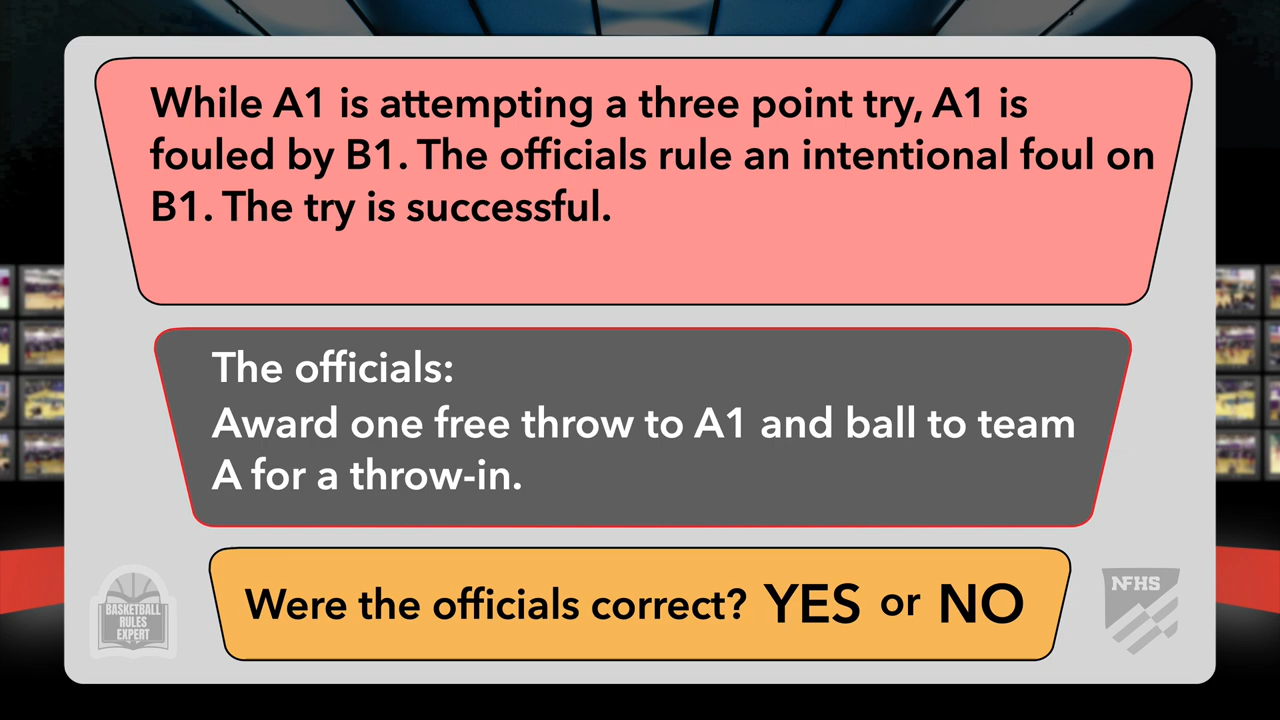 While A1 is attempting a three point try, A1 is
fouled by B1. The officials rule an intentional foul on
B1. The try is successful.
The officials:
Award one free throw to A1 and ball to team
A for a throw-in.
Were the officials correct? YES or NO
BASKETBALL
RULES
EXPERT
NFHS